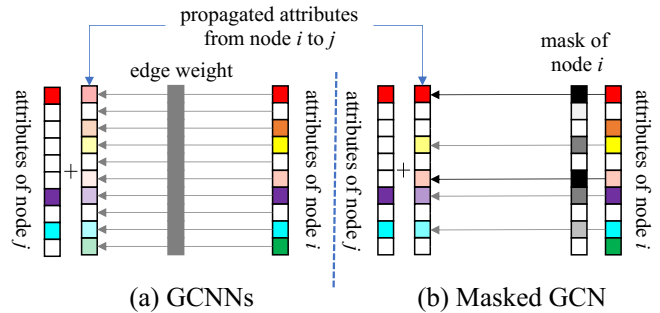 propagated attributes
from node i to j
edge weight
mask of
node i
attributes of node j
+
attributes of node i
attributes of node j
+
attributes of node i
(a) GCNNs
(b) Masked GCN